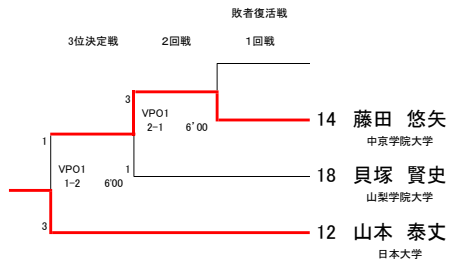 敗者復活戦
3位決定戦 2回戦 1回戦
3
VPO1
2-1 6'00
14 藤田 悠矢
中京学院大学
1
VPO1
1-2 6'00
1
18 貝塚 賢史
山梨学院大学
3
12 山本 泰丈
日本大学